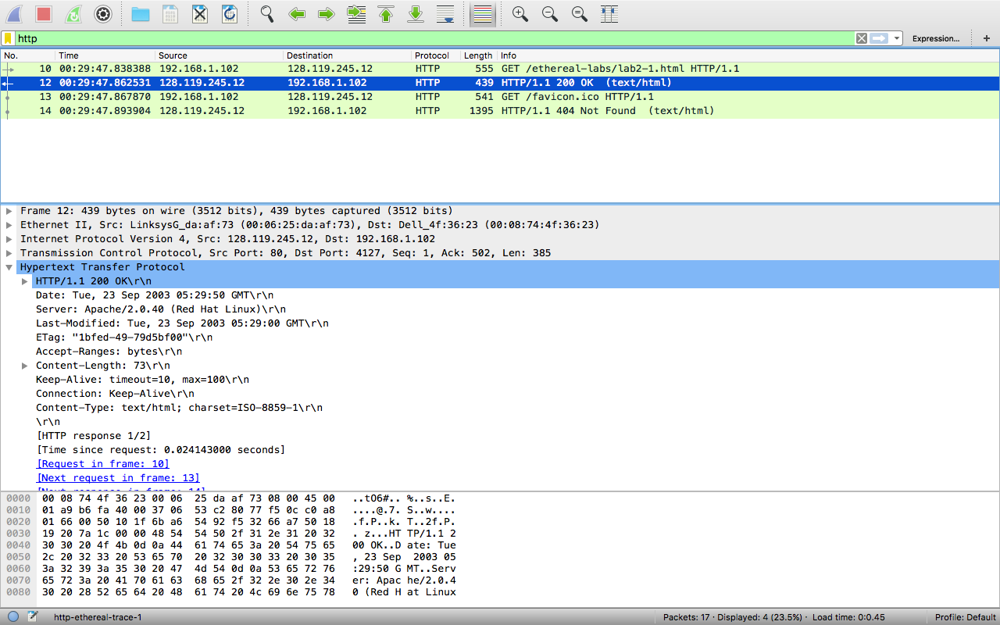 http
Expression...
+
No. Time Source Destination Protocol Length Info
10 00:29:47.838388 192.168.1.102 128.119.245.12 HTTP 555 GET /ethereal-labs/lab2-1.html HTTP/1.1
12 00:29:47.862531 128.119.245.12 192.168.1.102 HTTP 439 HTTP/1.1 200 OK (text/html)
13 00:29:47.867870 192.168.1.102 128.119.245.12 HTTP 541 GET /favicon.ico HTTP/1.1
14 00:29:47.893904 128.119.245.12 192.168.1.102 HTTP 1395 HTTP/1.1 404 Not Found (text/html)
Frame 12: 439 bytes on wire (3512 bits), 439 bytes captured (3512 bits)
Ethernet II, Src: LinksysG_da:af:73 (00:06:25:da:af:73), Dst: Dell_4f:36:23 (00:08:74:4f:36:23)
Internet Protocol Version 4, Src: 128.119.245.12, Dst: 192.168.1.102
Transmission Control Protocol, Src Port: 80, Dst Port: 4127, Seq: 1, Ack: 502, Len: 385
Hypertext Transfer Protocol
HTTP/1.1 200 OK\r\n
Date: Tue, 23 Sep 2003 05:29:50 GMT\r\n
Server: Apache/2.0.40 (Red Hat Linux)\r\n
Last-Modified: Tue, 23 Sep 2003 05:29:00 GMT\r\n
ETag: "1bfed-49-79d5bf00"\r\n
Accept-Ranges: bytes\r\n
Content-Length: 73\r\n
Keep-Alive: timeout=10, max=100\r\n
Connection: Keep-Alive\r\n
Content-Type: text/html; charset=ISO-8859-1\r\n
\r\n
[HTTP response 1/2]
[Time since request: 0.024143000 seconds]
[Request in frame: 10]
[Next request in frame: 13]
[Next response in frame: 14]
0000 00 08 74 4f 36 23 00 06 25 da af 73 08 00 45 00 ..tO6#.. %..s..E.
0010 01 a9 b6 fa 40 00 37 06 53 c2 80 77 f5 0c c0 a8 ....@.7. S..w....
0020 01 66 00 50 10 1f 6b a6 54 92 f5 32 66 a7 50 18 .f.P..k. T..2f.P.
0030 19 20 7a 1c 00 00 48 54 54 50 2f 31 2e 31 20 32 . z...HT TP/1.1 2
0040 30 30 20 4f 4b 0d 0a 44 61 74 65 3a 20 54 75 65 00 OK..D ate: Tue
0050 2c 20 32 33 20 53 65 70 20 32 30 30 33 20 30 35 , 23 Sep 2003 05
0060 3a 32 39 3a 35 30 20 47 4d 54 0d 0a 53 65 72 76 :29:50 G MT..Serv
0070 65 72 3a 20 41 70 61 63 68 65 2f 32 2e 30 2e 34 er: Apac he/2.0.4
0080 30 20 28 52 65 64 20 48 61 74 20 4c 69 6e 75 78 0 (Red H at Linux
http-ethereal-trace-1
Packets: 17 · Displayed: 4 (23.5%) · Load time: 0:0.45
Profile: Default